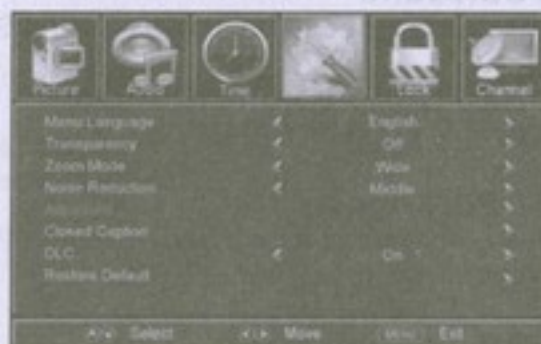 Picture Audio Time Lock Channel
Menu Language English
Transparency Off
Zoom Mode Wide
Noise Reduction Middle
Closed Caption
DLC On
Restore Default
Select Move MENU Exit